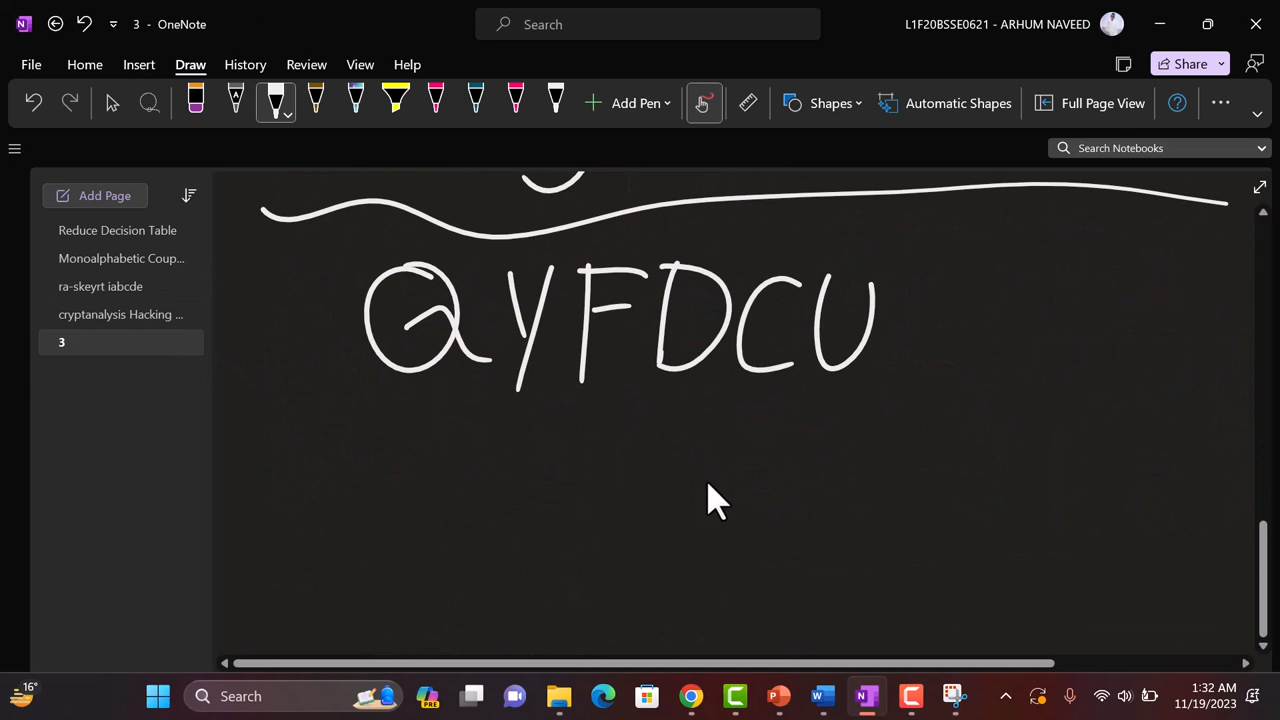 3 - OneNote
Search
L1F20BSSE0621 - ARHUM NAVEED
File Home Insert Draw History Review View Help
Share
Add Pen
Shapes
Automatic Shapes
Full Page View
Search Notebooks
Add Page
Reduce Decision Table
Monoalphabetic Coup...
ra-skeyrt iabcde
cryptanalysis Hacking ...
3
QYFDCU
16°
Search
PRE
1:32 AM
11/19/2023